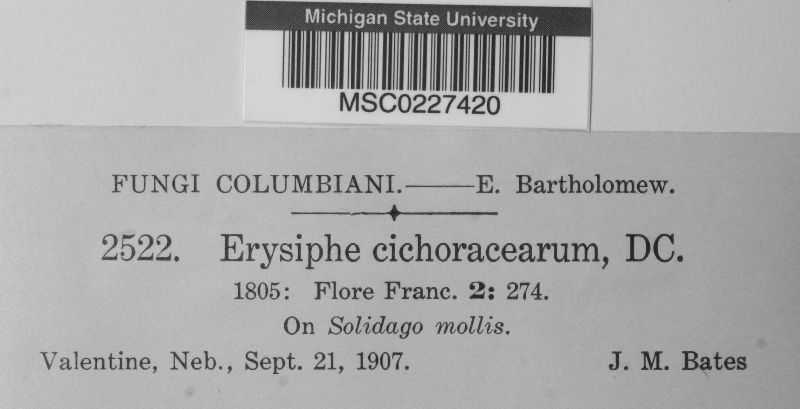 Michigan State University
MSC0227420
FUNGI COLUMBIANI.——E. Bartholomew.
2522. Erysiphe cichoracearum, DC.
1805: Flore Franc. 2: 274.
On Solidago mollis.
Valentine, Neb., Sept. 21, 1907. J. M. Bates